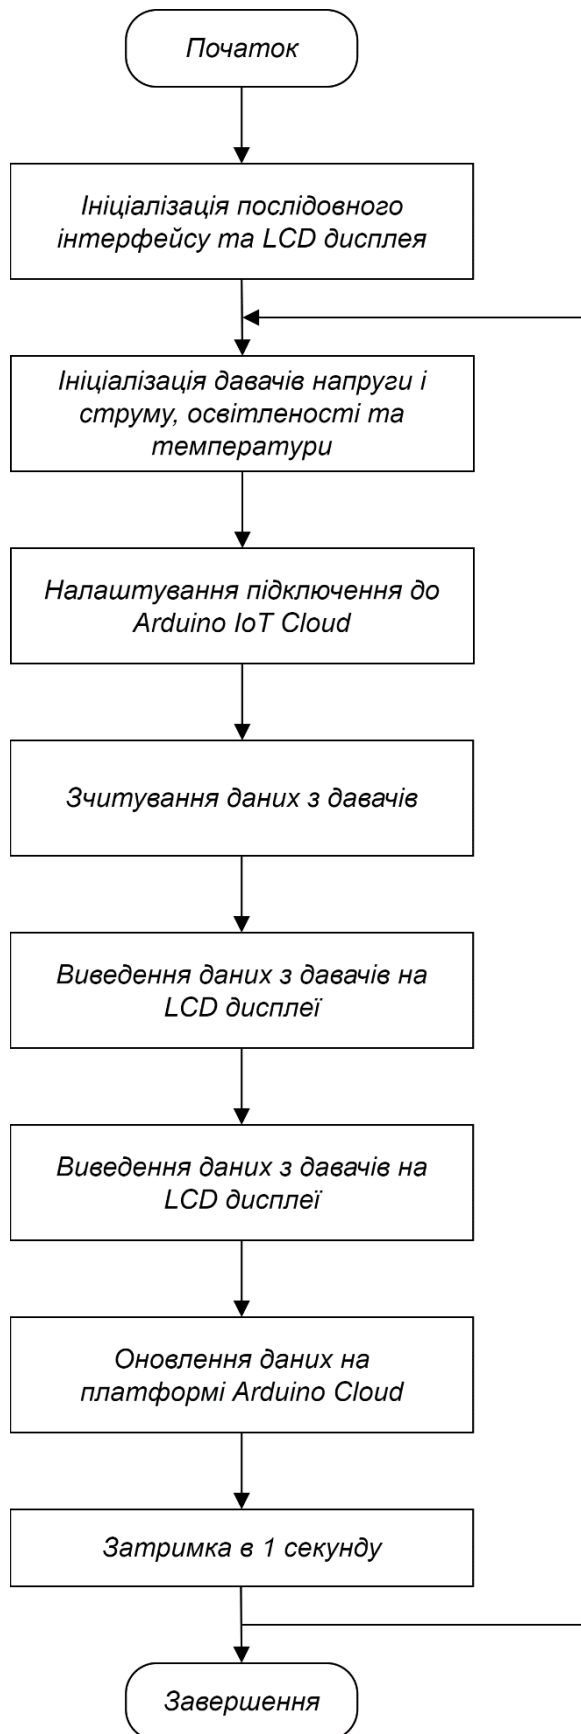 Початок
Ініціалізація послідовного
інтерфейсу та LCD дисплея
Ініціалізація давачів напруги і
струму, освітленості та
температури
Налаштування підключення до
Arduino IoT Cloud
Зчитування даних з давачів
Виведення даних з давачів на
LCD дисплеї
Виведення даних з давачів на
LCD дисплеї
Оновлення даних на
платформі Arduino Cloud
Затримка в 1 секунду
Завершення